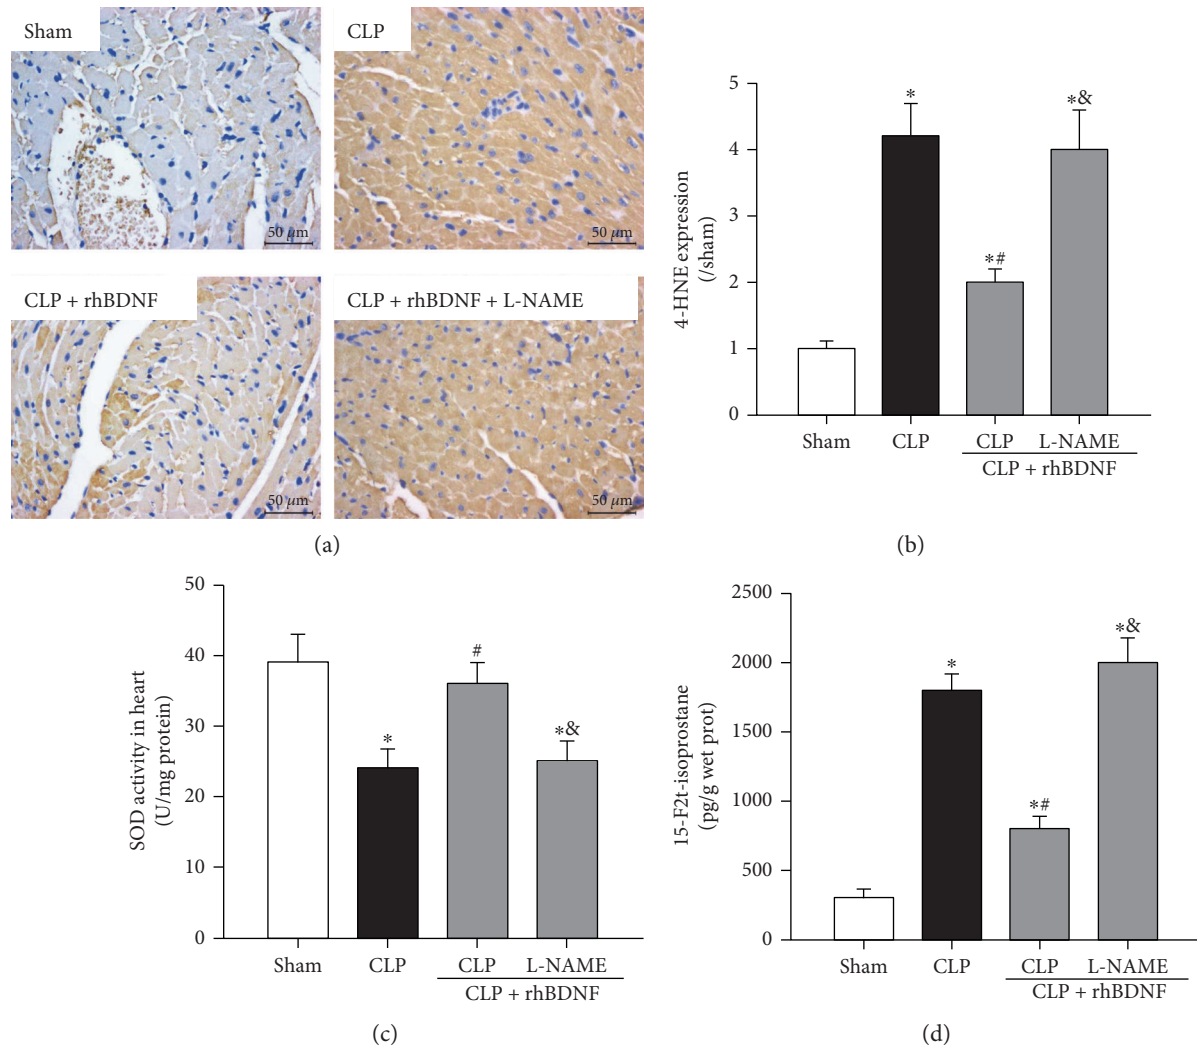 Sham
CLP
50 μm
50 μm
CLP + rhBDNF
CLP + rhBDNF + L-NAME
50 μm
50 μm
(a)
4-HNE expression
(/sham)
5
4
3
2
1
0
*
*#
*&
Sham
CLP
CLP
L-NAME
CLP + rhBDNF
(b)
SOD activity in heart
(U/mg protein)
50
40
30
20
10
0
*
#
*&
Sham
CLP
CLP
L-NAME
CLP + rhBDNF
(c)
15-F2t-isoprostane
(pg/g wet prot)
2500
2000
1500
1000
500
0
*
*#
*&
Sham
CLP
CLP
L-NAME
CLP + rhBDNF
(d)